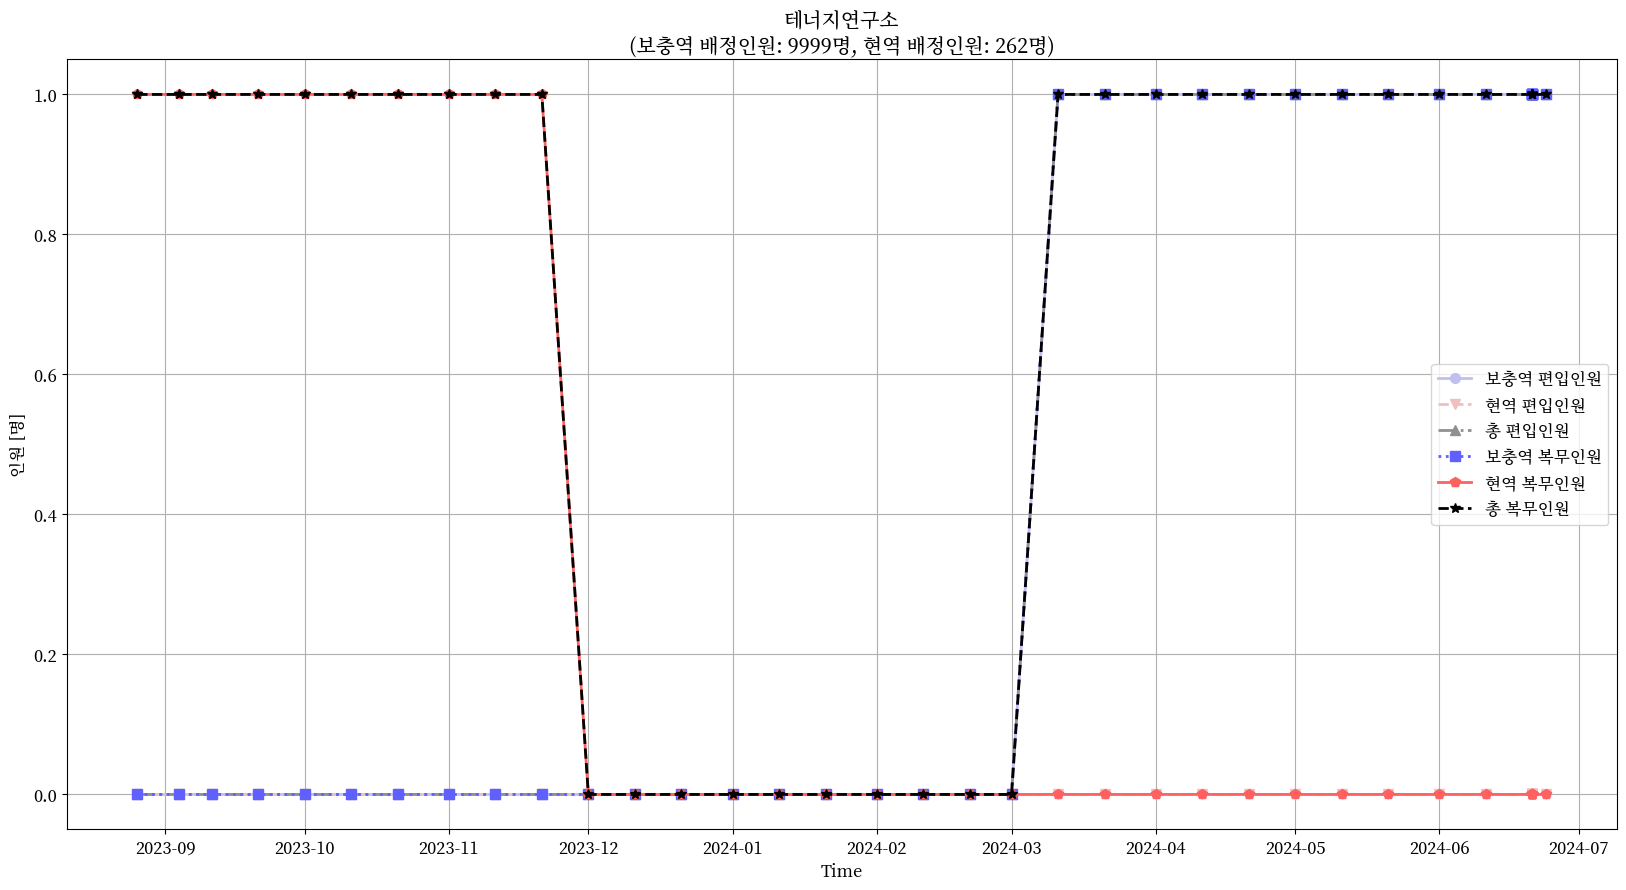 테너지연구소
(보충역 배정인원: 9999명, 현역 배정인원: 262명)
인원 [명]
1.0
0.8
0.6
0.4
0.2
0.0
보충역 편입인원
현역 편입인원
총 편입인원
보충역 복무인원
현역 복무인원
총 복무인원
2023-09 2023-10 2023-11 2023-12 2024-01 2024-02 2024-03 2024-04 2024-05 2024-06 2024-07
Time